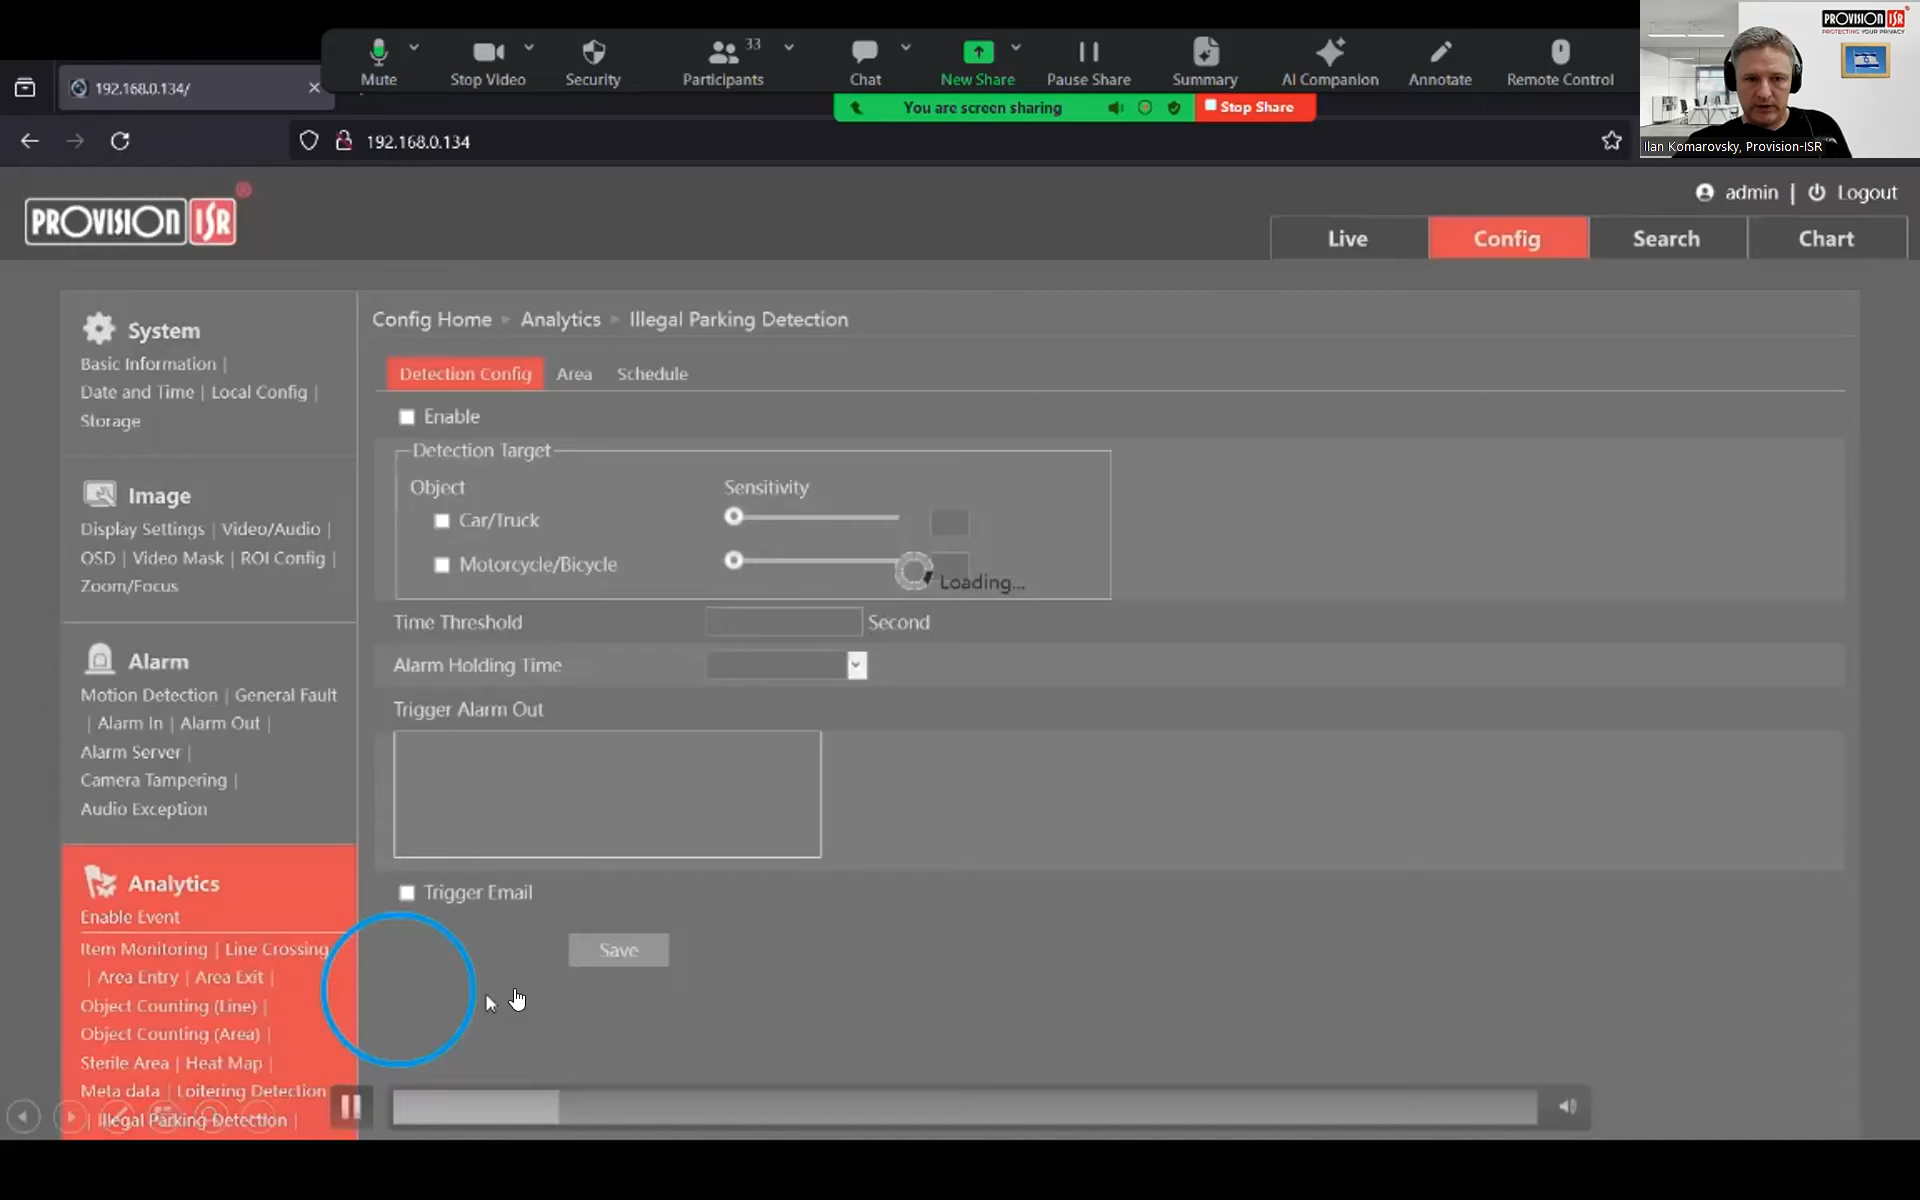 Mute
Stop Video
Security
Participants 33
Chat
New Share
Pause Share
Summary
AI Companion
Annotate
Remote Control
You are screen sharing
Stop Share
PROVISION ISR
PROTECTING YOUR PRIVACY
Ilan Komarovsky, Provision-ISR
192.168.0.134/
192.168.0.134
PROVISION ISR®
admin | Logout
Live
Config
Search
Chart
System
Basic Information |
Date and Time | Local Config |
Storage
Image
Display Settings | Video/Audio |
OSD | Video Mask | ROI Config |
Zoom/Focus
Alarm
Motion Detection | General Fault
| Alarm In | Alarm Out |
Alarm Server |
Camera Tampering |
Audio Exception
Analytics
Enable Event
Item Monitoring | Line Crossing
| Area Entry | Area Exit |
Object Counting (Line) |
Object Counting (Area) |
Sterile Area | Heat Map |
Meta data | Loitering Detection
| Illegal Parking Detection |
Config Home ▸ Analytics ▸ Illegal Parking Detection
Detection Config
Area
Schedule
Enable
Detection Target
Object
Sensitivity
Car/Truck
Motorcycle/Bicycle
Loading...
Time Threshold
Second
Alarm Holding Time
Trigger Alarm Out
Trigger Email
Save